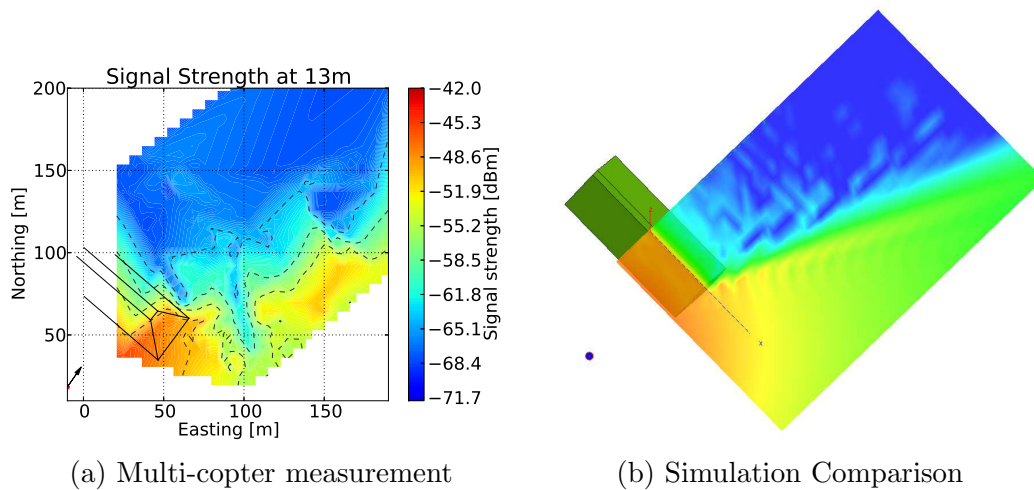 Signal Strength at 13m
200
150
100
50
0
50
100
150
Northing [m]
Easting [m]
−42.0
−45.3
−48.6
−51.9
−55.2
−58.5
−61.8
−65.1
−68.4
−71.7
Signal strength [dBm]
x
(a) Multi-copter measurement
(b) Simulation Comparison